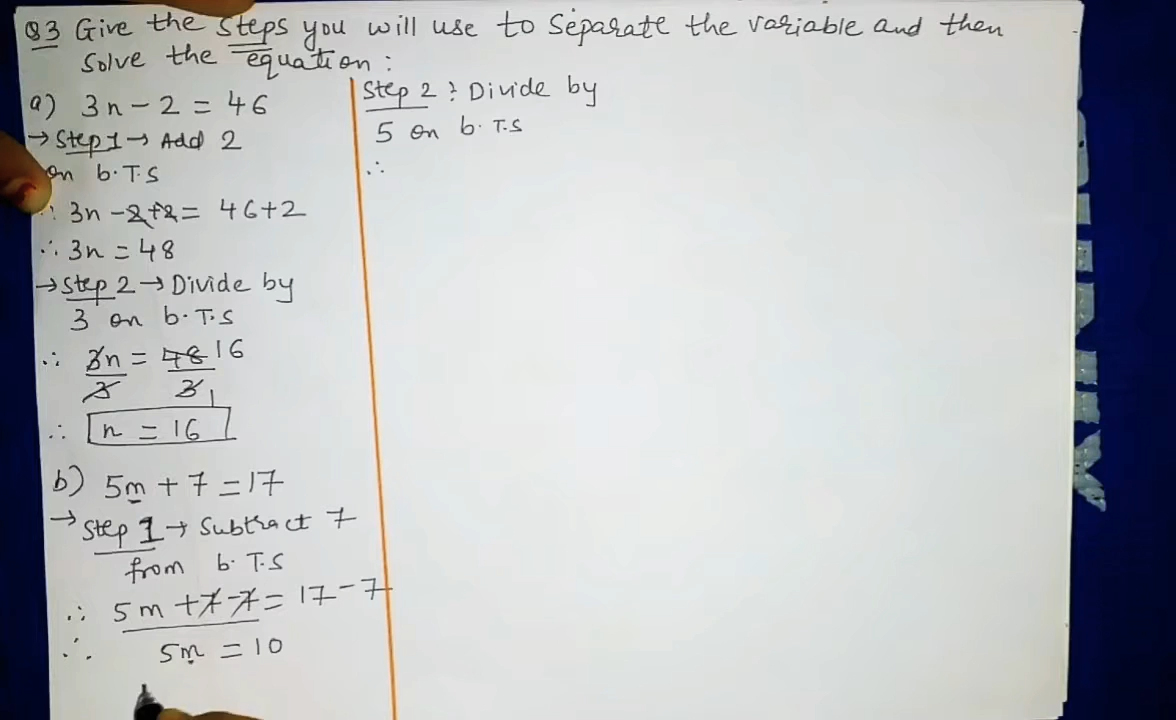 Q3 Give the steps you will use to Separate the variable and then
Solve the equation :
a) 3n - 2 = 46
→ Step 1 → Add 2
on b.T.S
∴ 3n - 2 + 2 = 46+2
∴ 3n = 48
→ Step 2 → Divide by
3 on b.T.S
∴ 3n/3 = 48/3 16 1
∴ n = 16
b) 5m + 7 = 17
→ Step 1 → Subtract 7
from b.T.S
∴ 5m + 7 - 7 = 17 - 7
∴ 5m = 10
Step 2 : Divide by
5 on b.T.S
∴